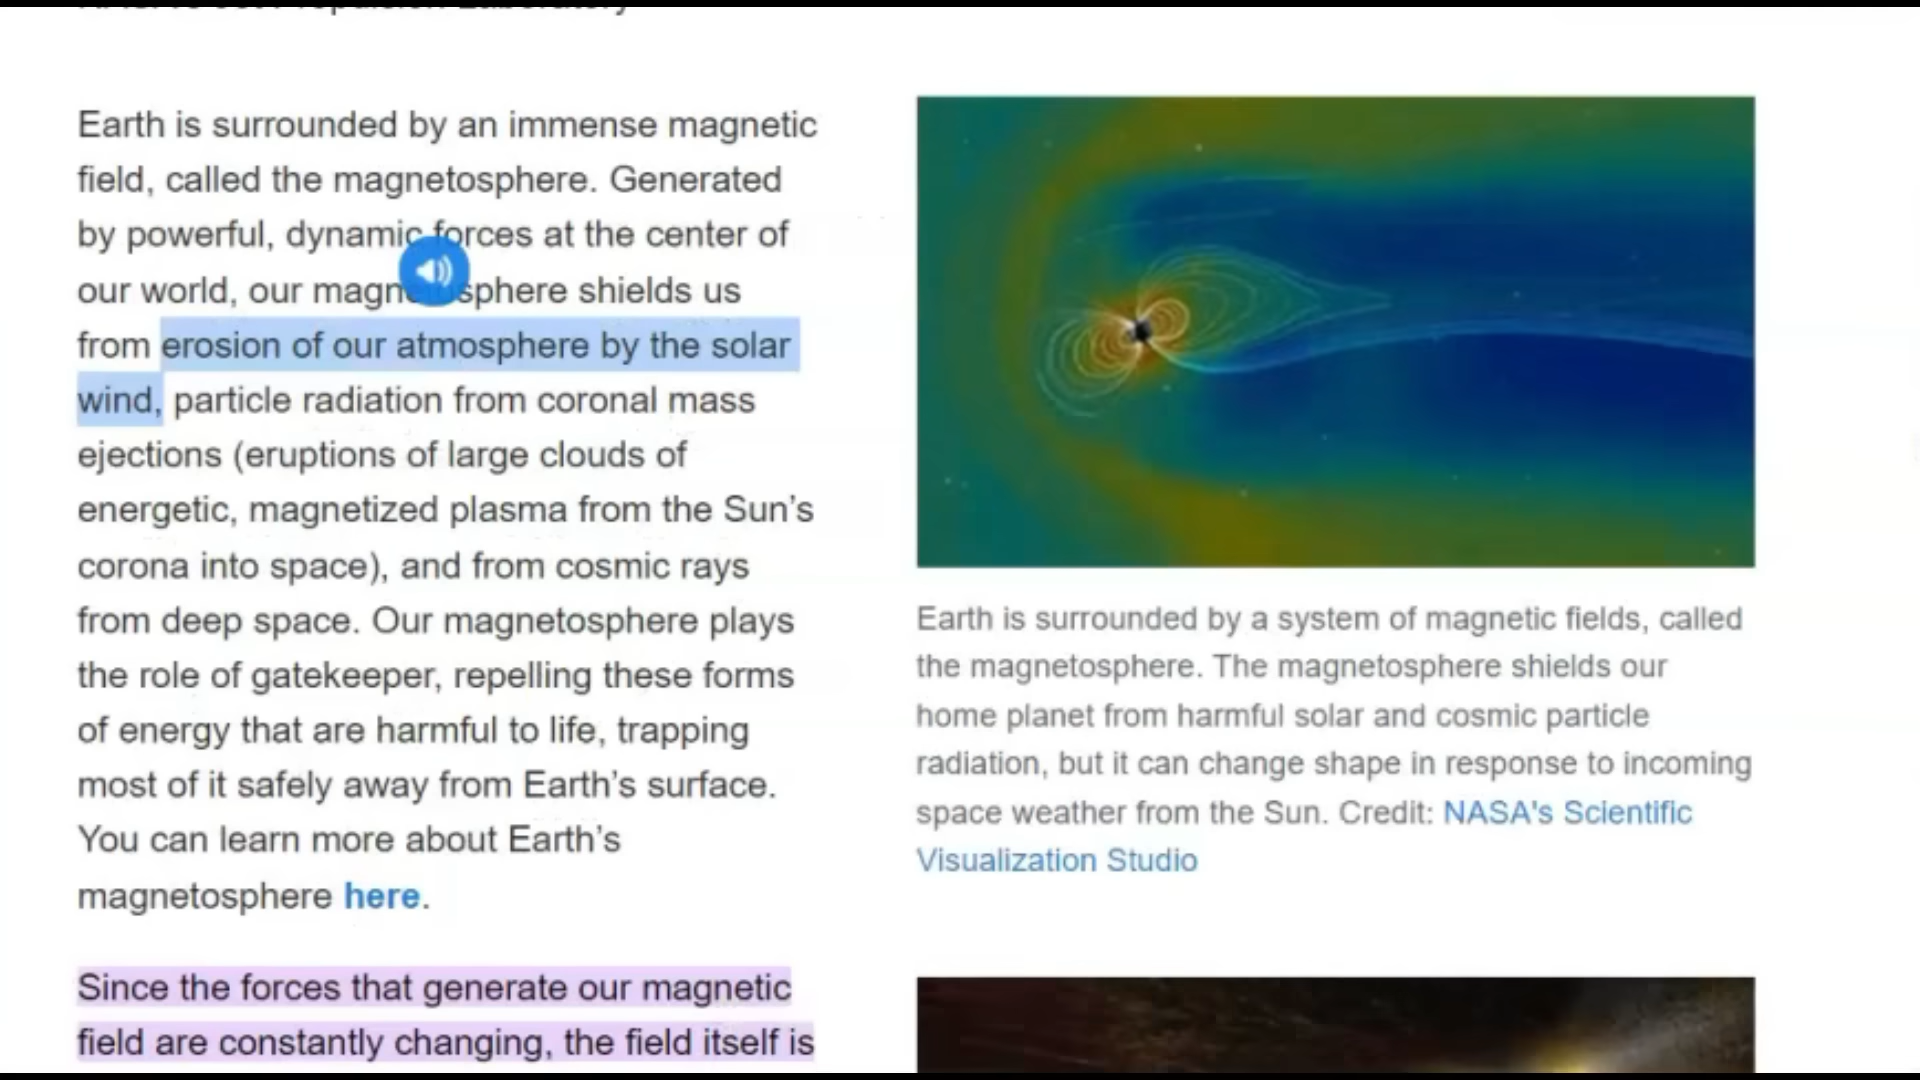 Earth is surrounded by an immense magnetic
field, called the magnetosphere. Generated
by powerful, dynamic forces at the center of
our world, our magnetosphere shields us
from erosion of our atmosphere by the solar
wind, particle radiation from coronal mass
ejections (eruptions of large clouds of
energetic, magnetized plasma from the Sun’s
corona into space), and from cosmic rays
from deep space. Our magnetosphere plays
the role of gatekeeper, repelling these forms
of energy that are harmful to life, trapping
most of it safely away from Earth’s surface.
You can learn more about Earth’s
magnetosphere here.
Since the forces that generate our magnetic
field are constantly changing, the field itself is
Earth is surrounded by a system of magnetic fields, called
the magnetosphere. The magnetosphere shields our
home planet from harmful solar and cosmic particle
radiation, but it can change shape in response to incoming
space weather from the Sun. Credit: NASA's Scientific
Visualization Studio